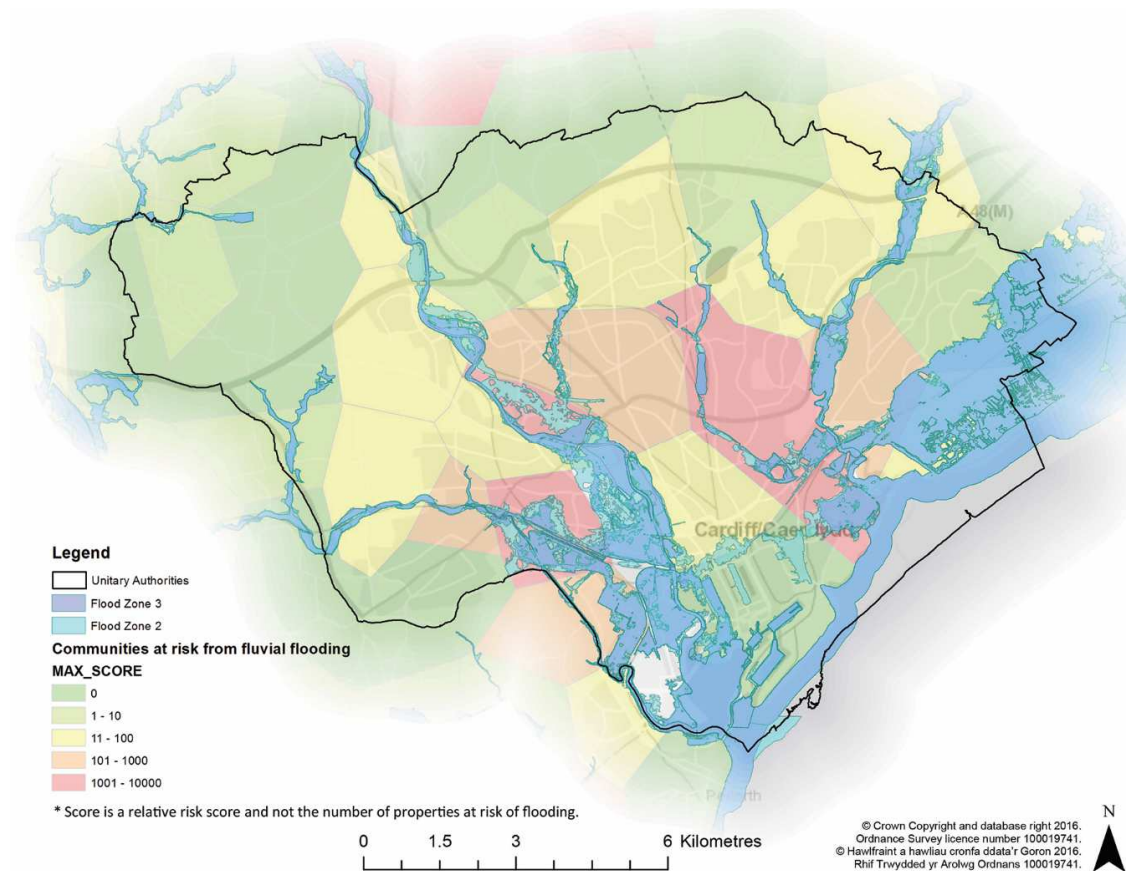 A48(M)
Cardiff/Caerdydd
Legend
Unitary Authorities
Flood Zone 3
Flood Zone 2
Communities at risk from fluvial flooding
MAX_SCORE
0
1 - 10
11 - 100
101 - 1000
1001 - 10000
* Score is a relative risk score and not the number of properties at risk of flooding.
0 1.5 3 6 Kilometres
N
© Crown Copyright and database right 2016.
Ordnance Survey licence number 100019741.
© Hawlfraint a hawliau cronfa ddata'r Goron 2016.
Rhif Trwydded yr Arolwg Ordnans 100019741.